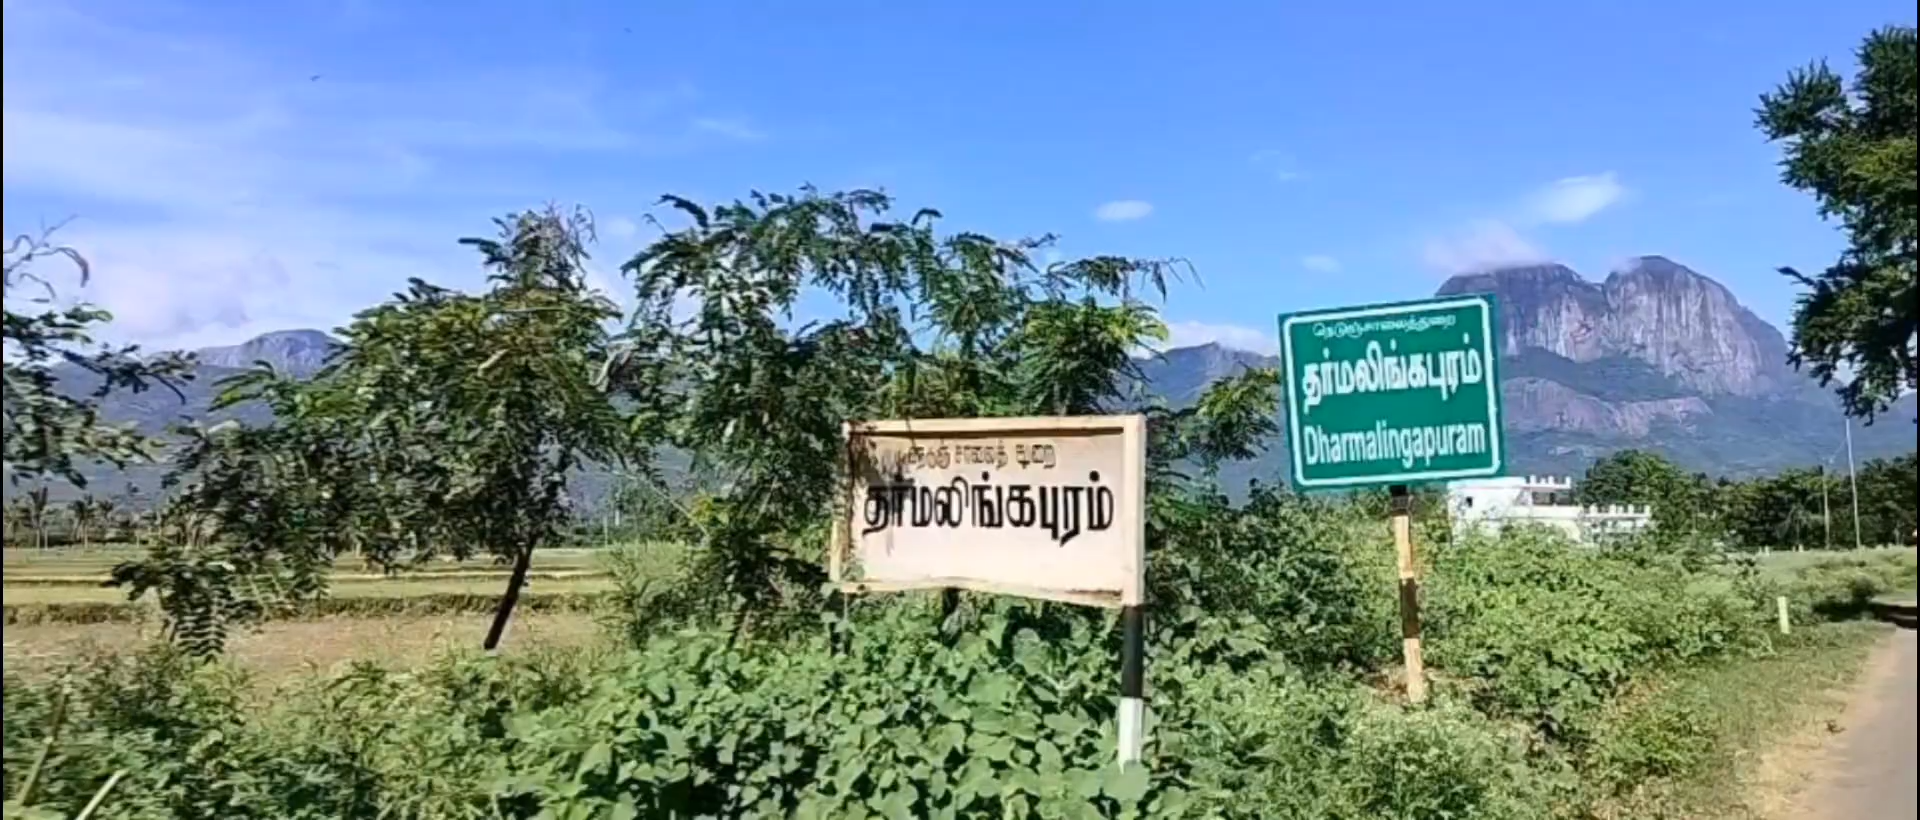 நெடுஞ்சாலைத் துறை
தர்மலிங்கபுரம்
நெடுஞ்சாலைத்துறை
தர்மலிங்கபுரம்
Dharmalingapuram